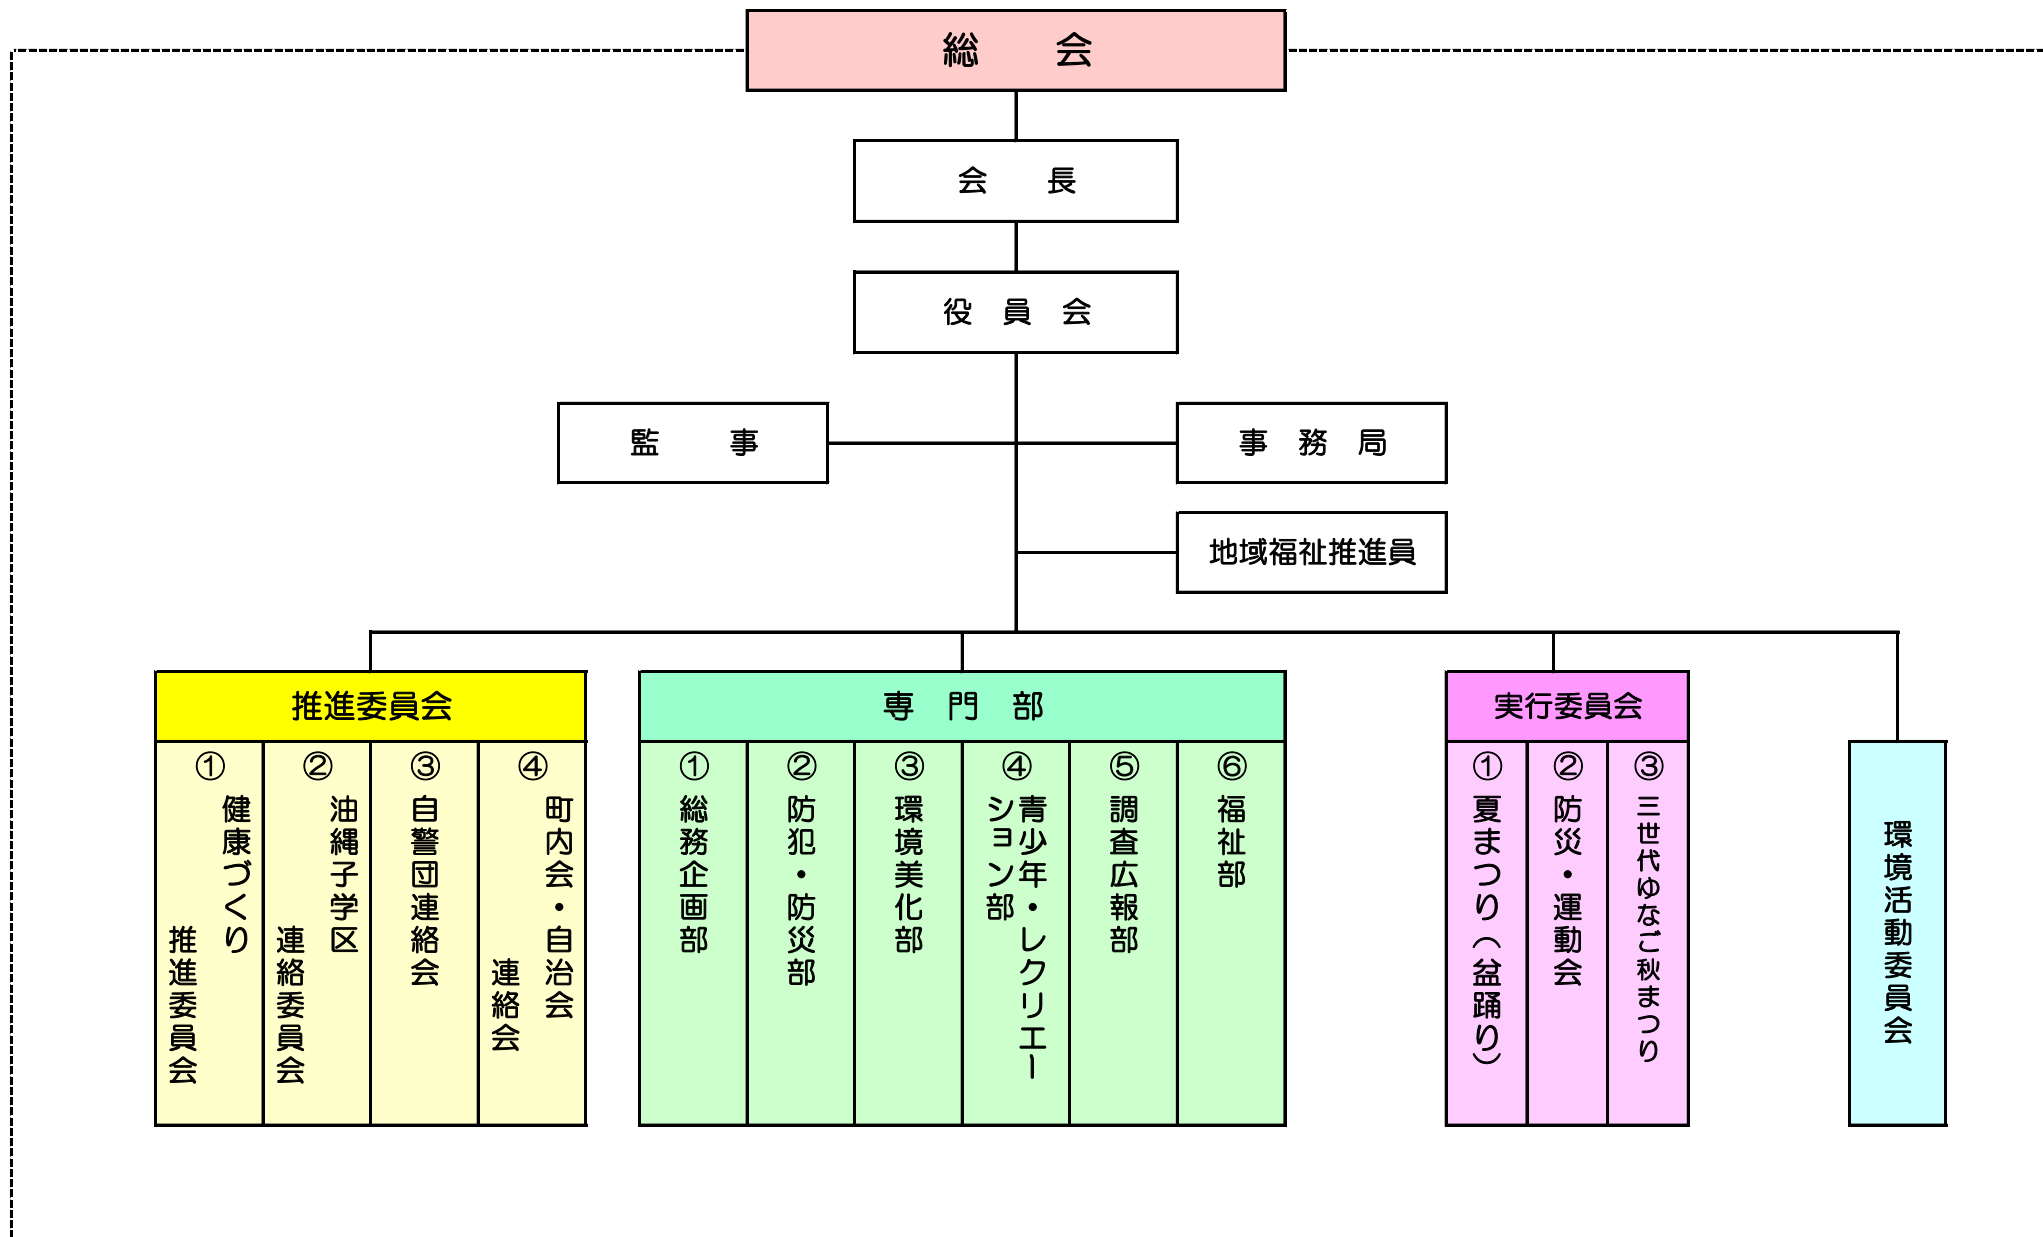 総　会
会　長
役　員　会
監　事
事　務　局
地域福祉推進員
推進委員会
①
健康づくり
推進委員会
②
油縄子学区
連絡委員会
③
自警団連絡会
④
町内会・自治会
連絡会
専　門　部
①
総務企画部
②
防犯・防災部
③
環境美化部
④
青少年・レクリエー
ション部
⑤
調査広報部
⑥
福祉部
実行委員会
①
夏まつり（盆踊り）
②
防災・運動会
③
三世代ゆなご秋まつり
環境活動委員会